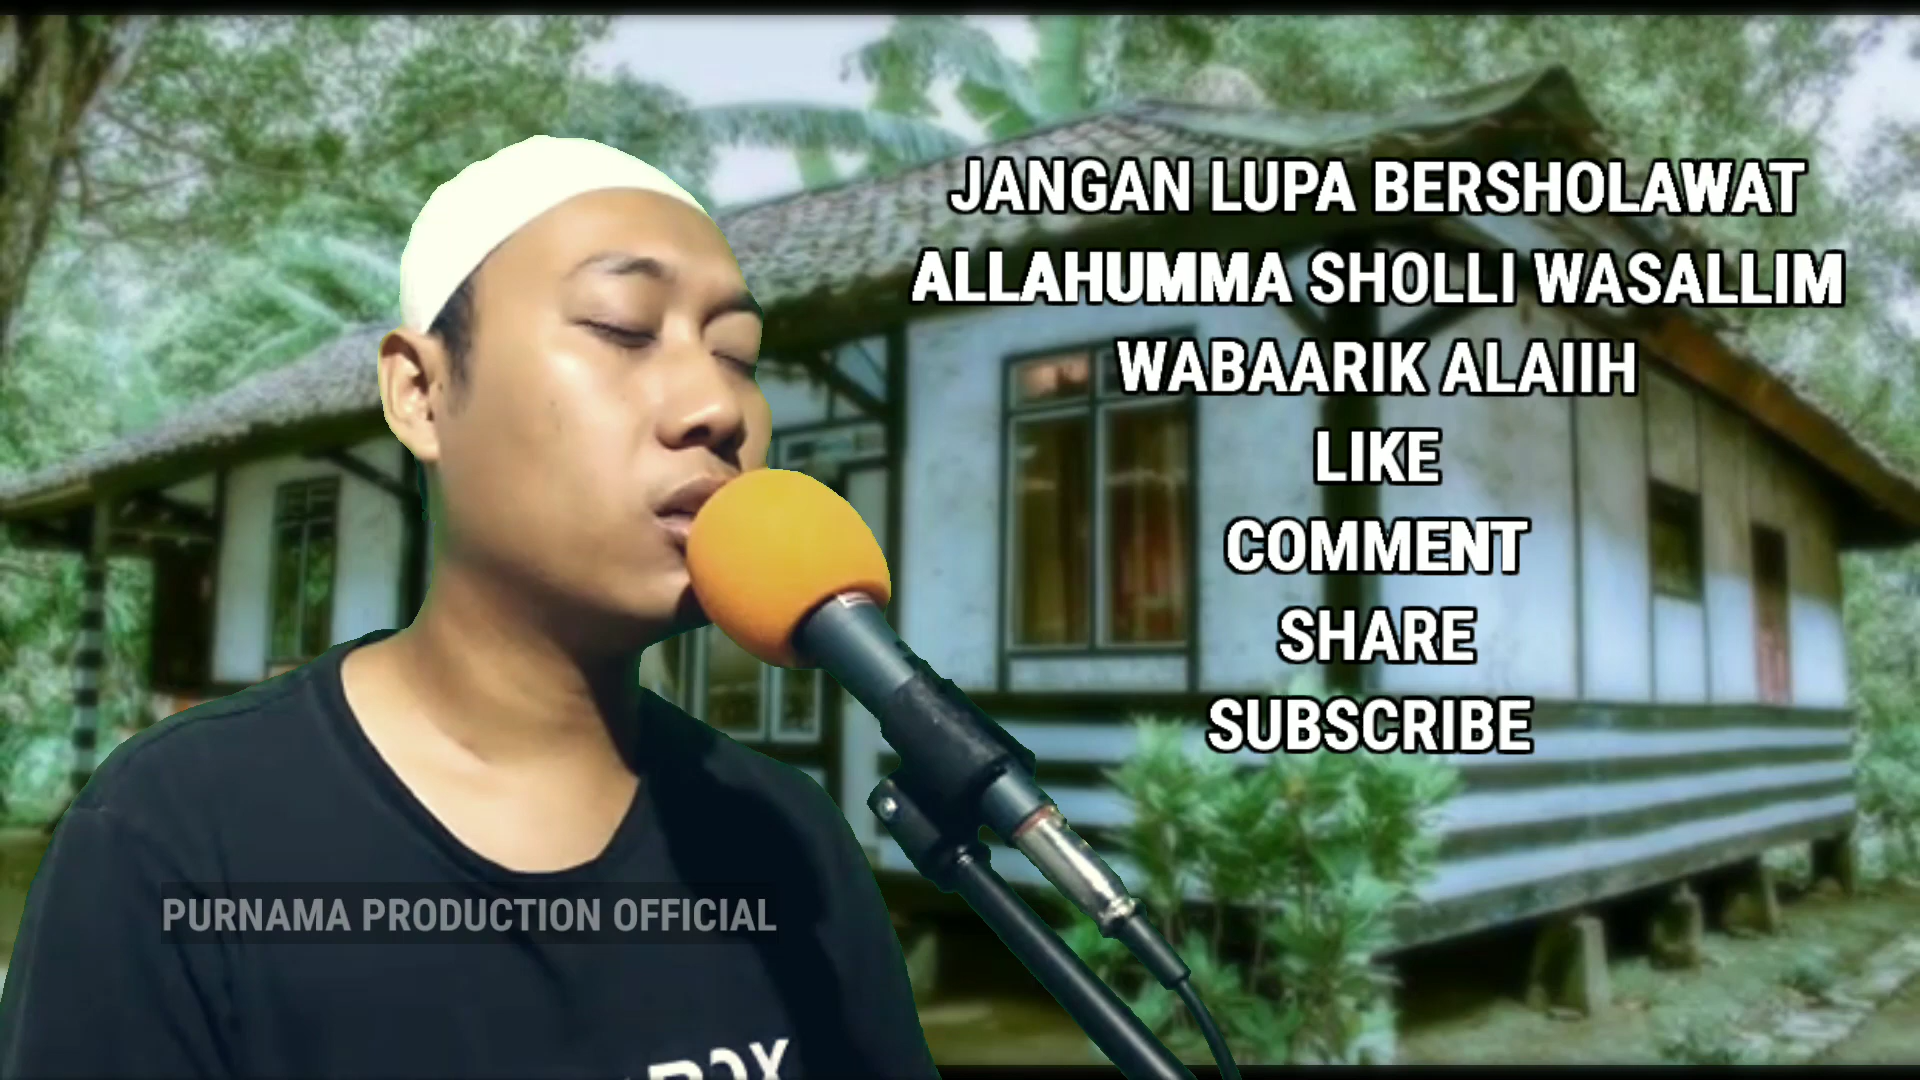 JANGAN LUPA BERSHOLAWAT
ALLAHUMMA SHOLLI WASALLIM
WABAARIK ALAIIH
LIKE
COMMENT
SHARE
SUBSCRIBE
PURNAMA PRODUCTION OFFICIAL